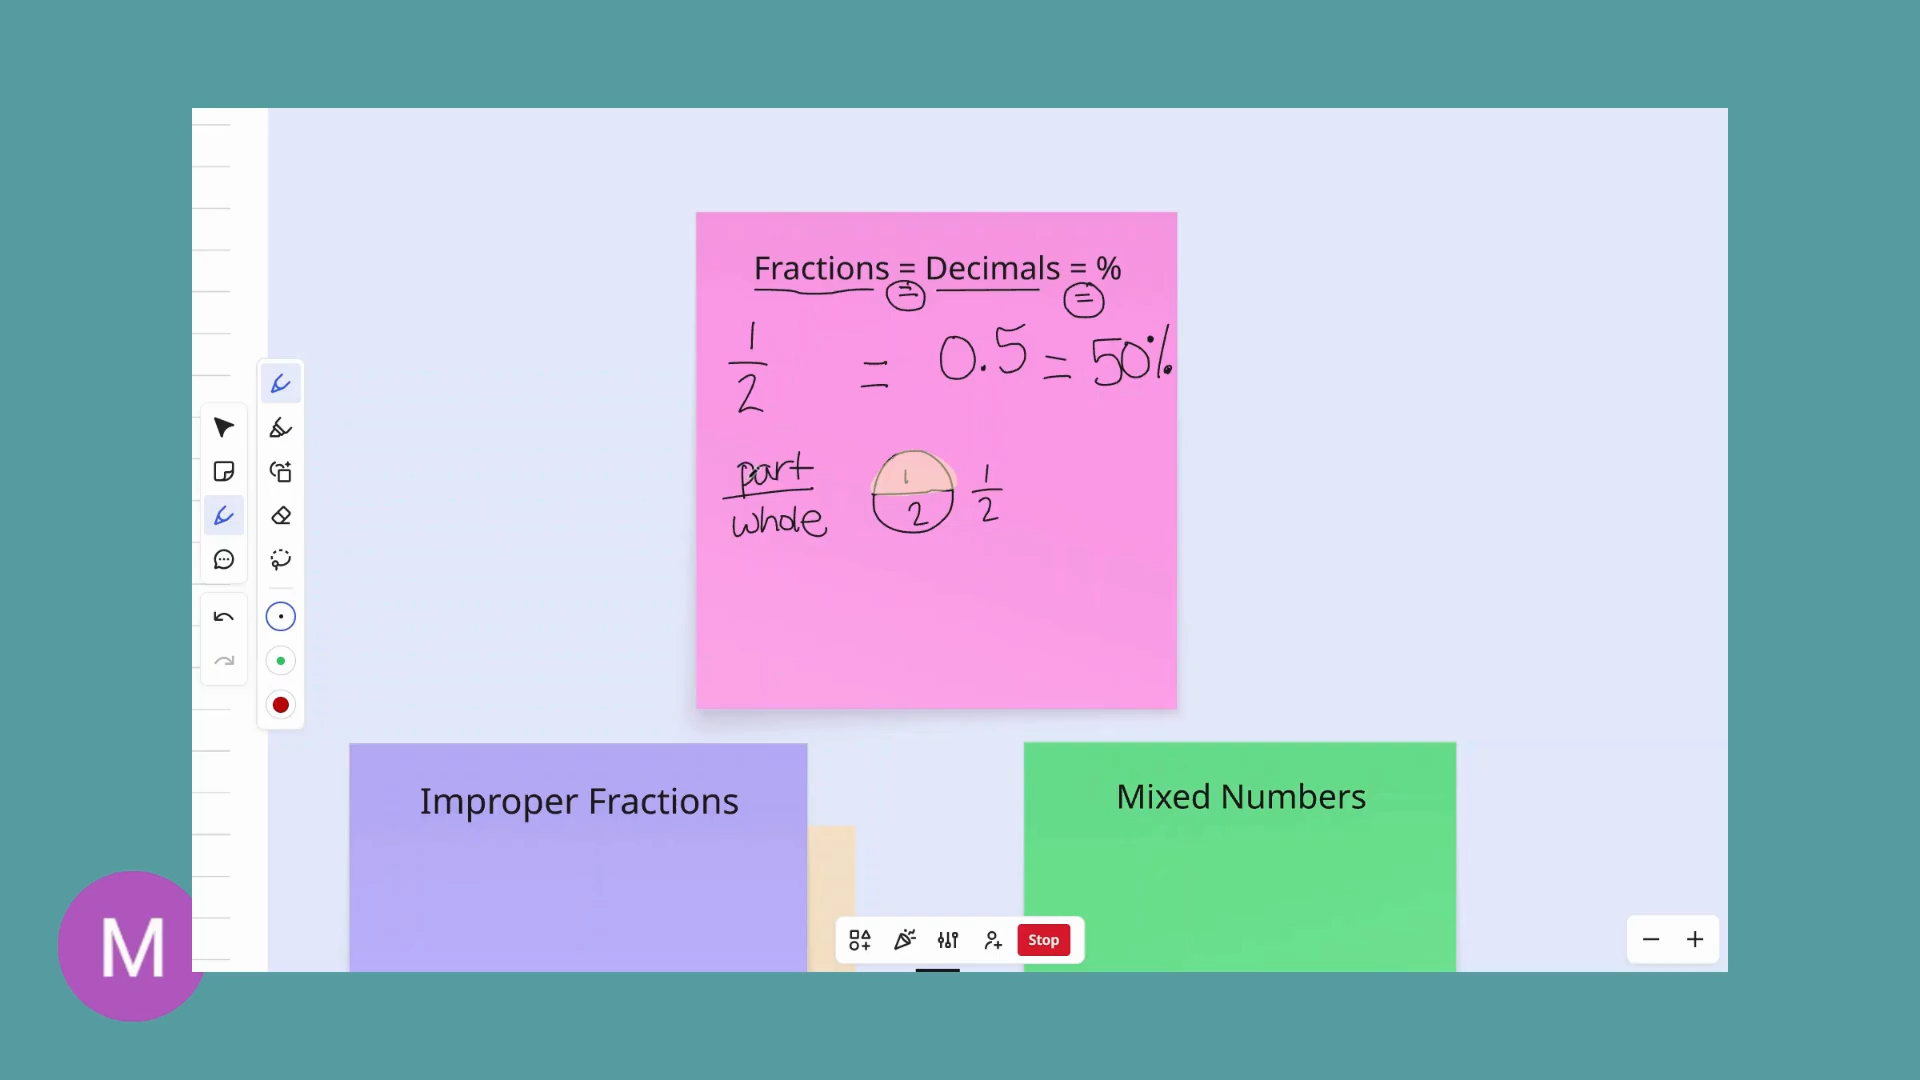 Fractions = Decimals = %
= =
1/2 = 0.5 = 50%
part/whole 1 2 1/2
Improper Fractions
Mixed Numbers
Stop
M